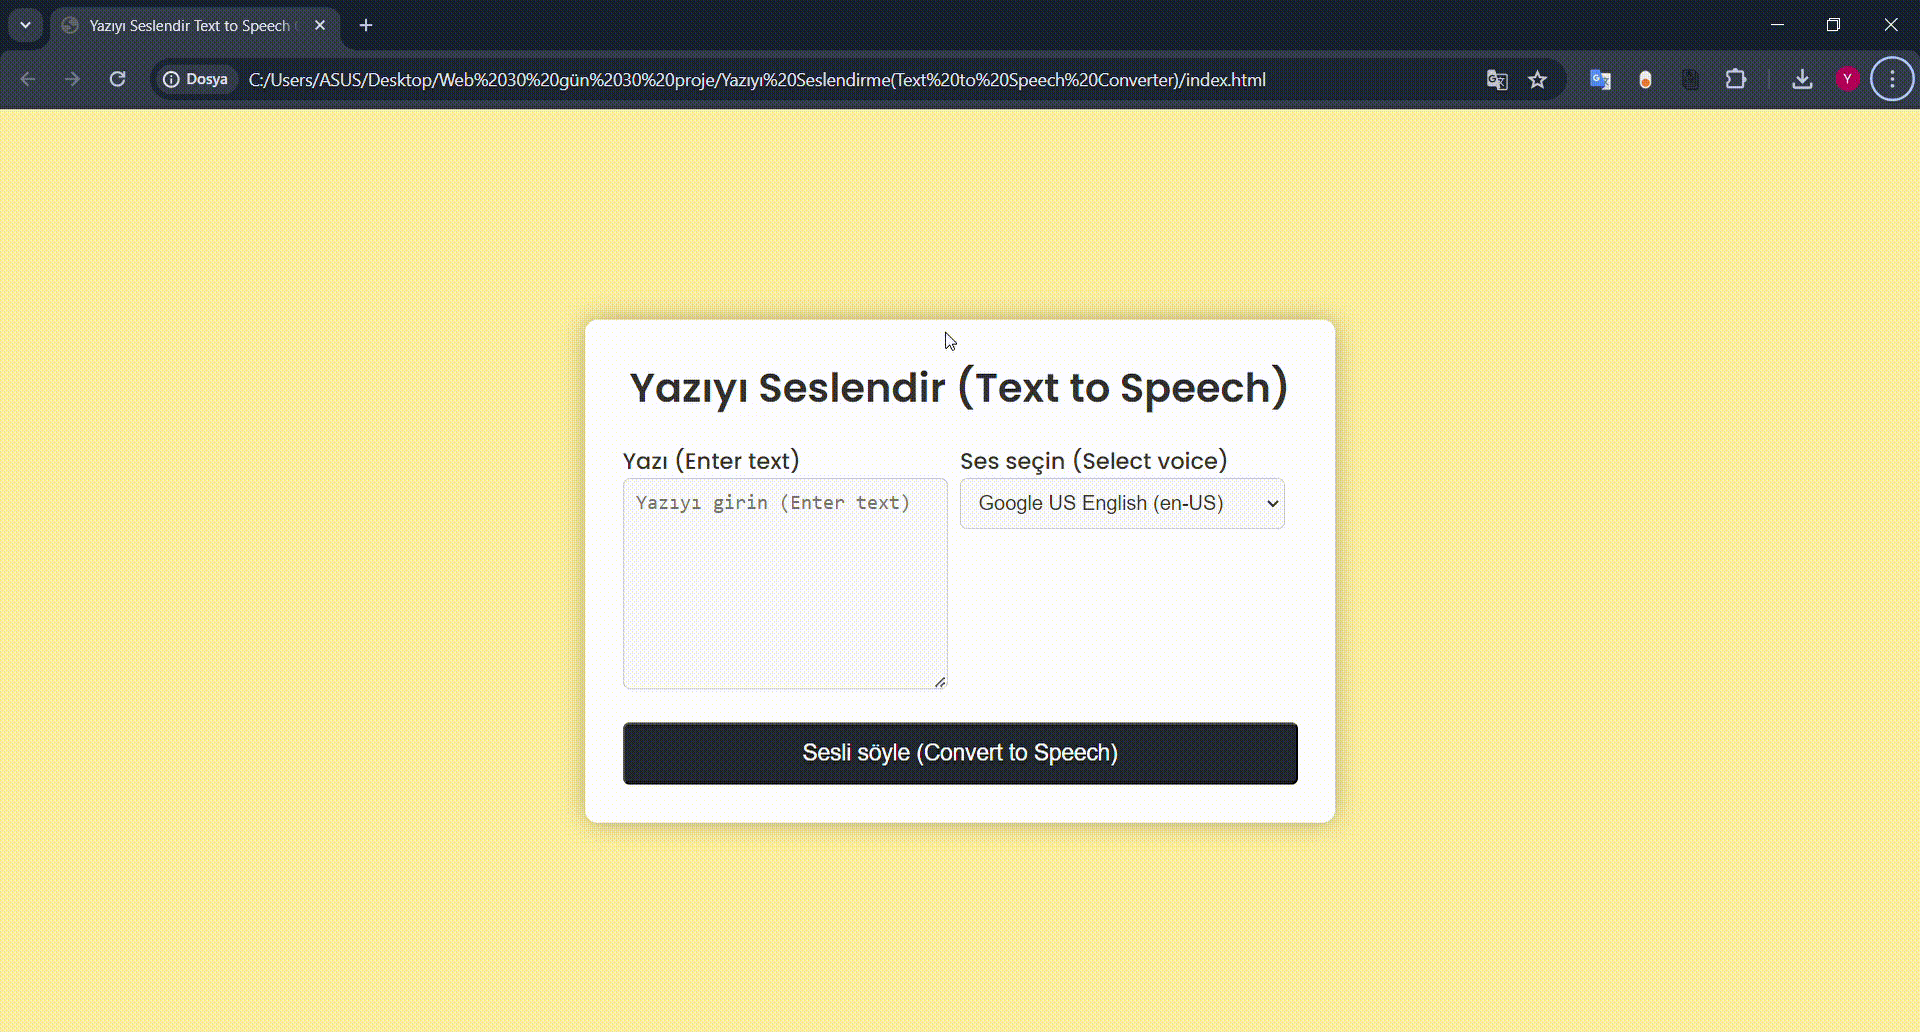 Yazıyı Seslendir Text to Speech
Dosya
C:/Users/ASUS/Desktop/Web%2030%20gün%2030%20proje/Yazıyı%20Seslendirme(Text%20to%20Speech%20Converter)/index.html
Y
Yazıyı Seslendir (Text to Speech)
Yazı (Enter text)
Ses seçin (Select voice)
Yazıyı girin (Enter text)
Google US English (en-US)
Sesli söyle (Convert to Speech)